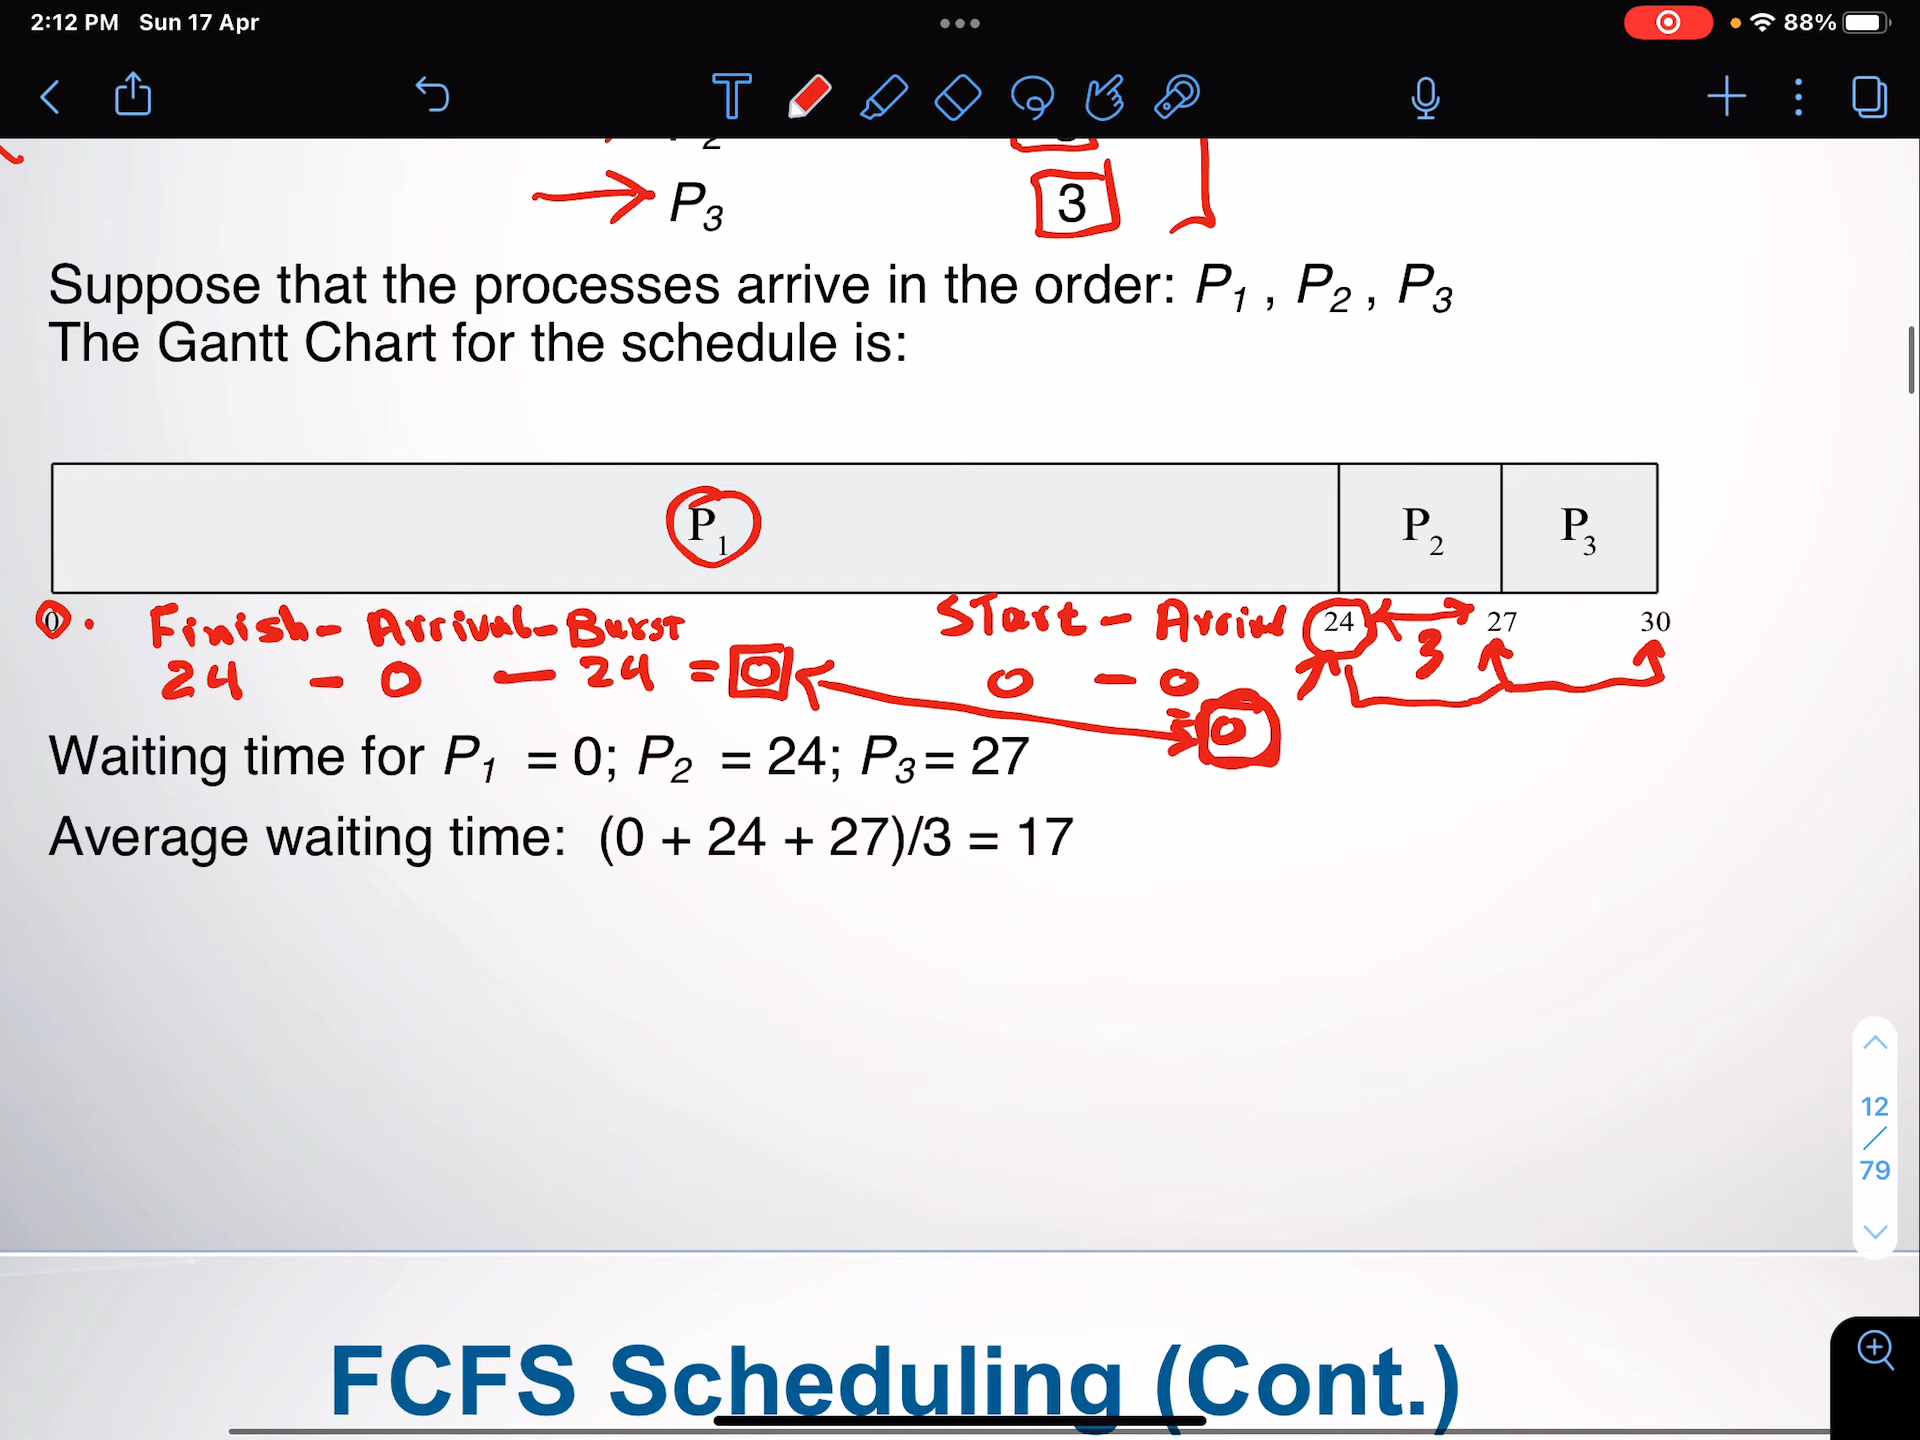 2:12 PM Sun 17 Apr
88%
P3 3
Suppose that the processes arrive in the order: P1 , P2 , P3
The Gantt Chart for the schedule is:
P1 P2 P3
0 24 27 30
Finish - Arrival - Burst
Start - Arrival
3
24 - 0 - 24 = 0
0 - 0
= 0
Waiting time for P1 = 0; P2 = 24; P3 = 27
Average waiting time: (0 + 24 + 27)/3 = 17
12
/
79
FCFS Scheduling (Cont.)